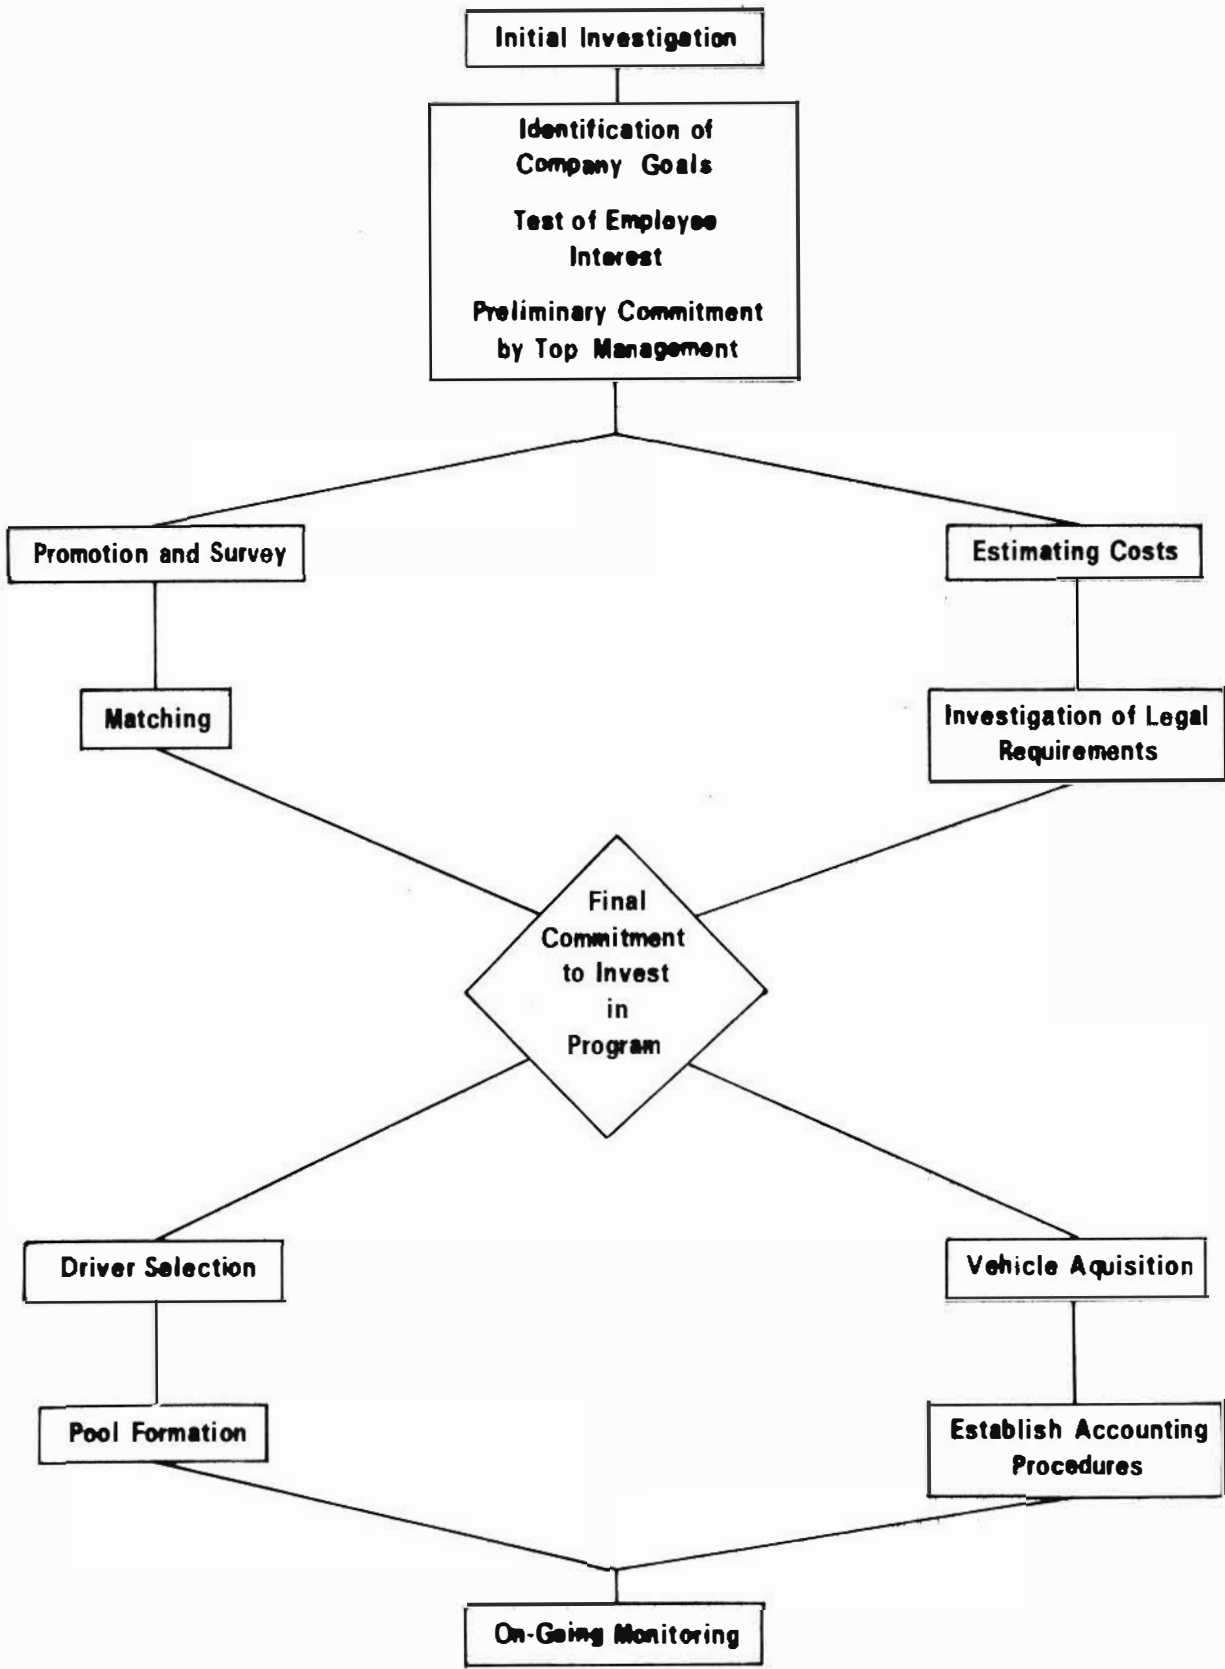 Initial Investigation
Identification of
Company Goals
Test of Employee
Interest
Preliminary Commitment
by Top Management
Promotion and Survey
Estimating Costs
Matching
Investigation of Legal
Requirements
Final
Commitment
to Invest
in
Program
Driver Selection
Vehicle Aquisition
Pool Formation
Establish Accounting
Procedures
On-Going Monitoring